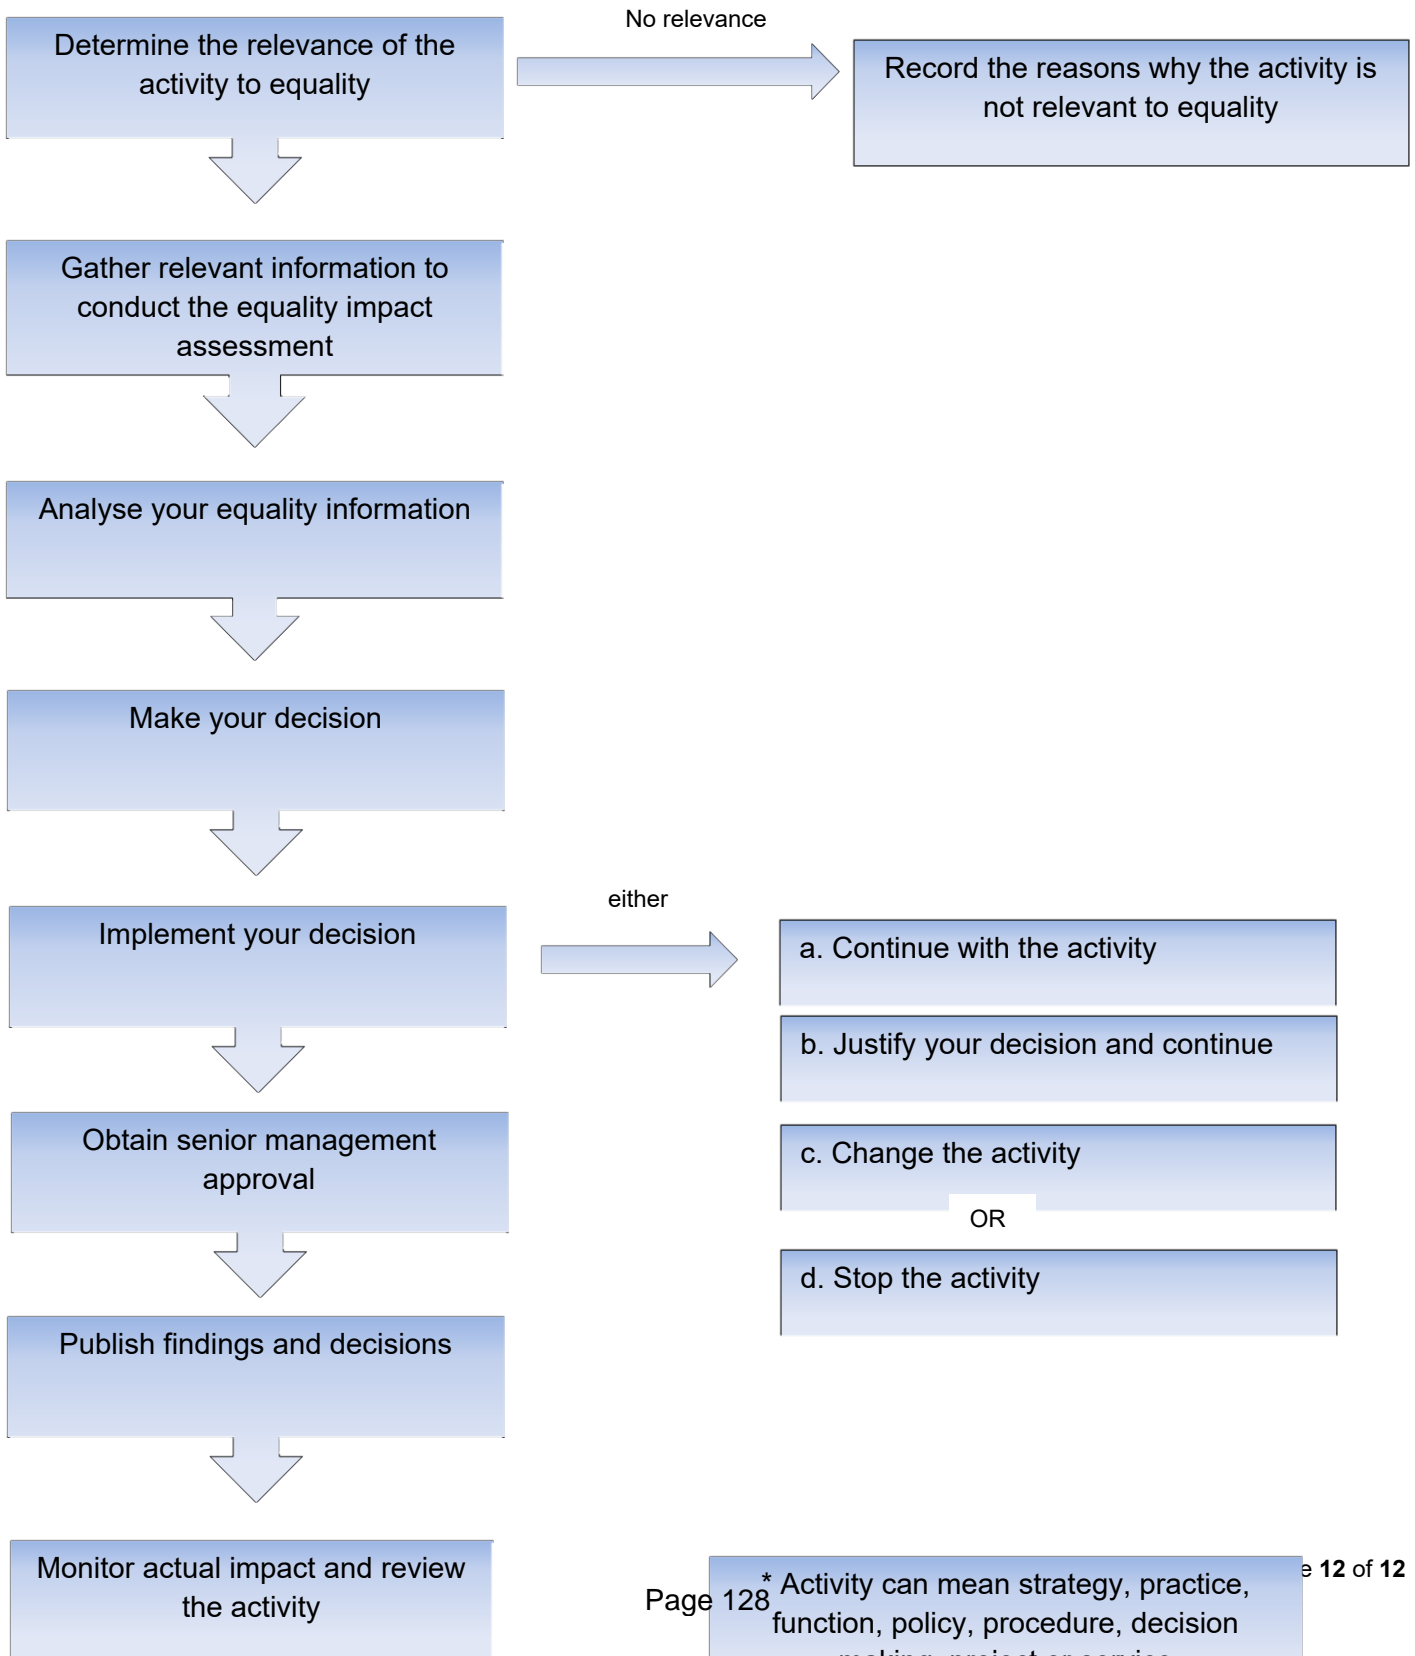 No relevance
Determine the relevance of the
activity to equality
Record the reasons why the activity is
not relevant to equality
Gather relevant information to
conduct the equality impact
assessment
Analyse your equality information
Make your decision
Implement your decision
either
a. Continue with the activity
b. Justify your decision and continue
c. Change the activity
OR
d. Stop the activity
Obtain senior management
approval
Publish findings and decisions
Monitor actual impact and review
the activity
* Activity can mean strategy, practice,
function, policy, procedure, decision
making, project or service
e 12 of 12
Page 128